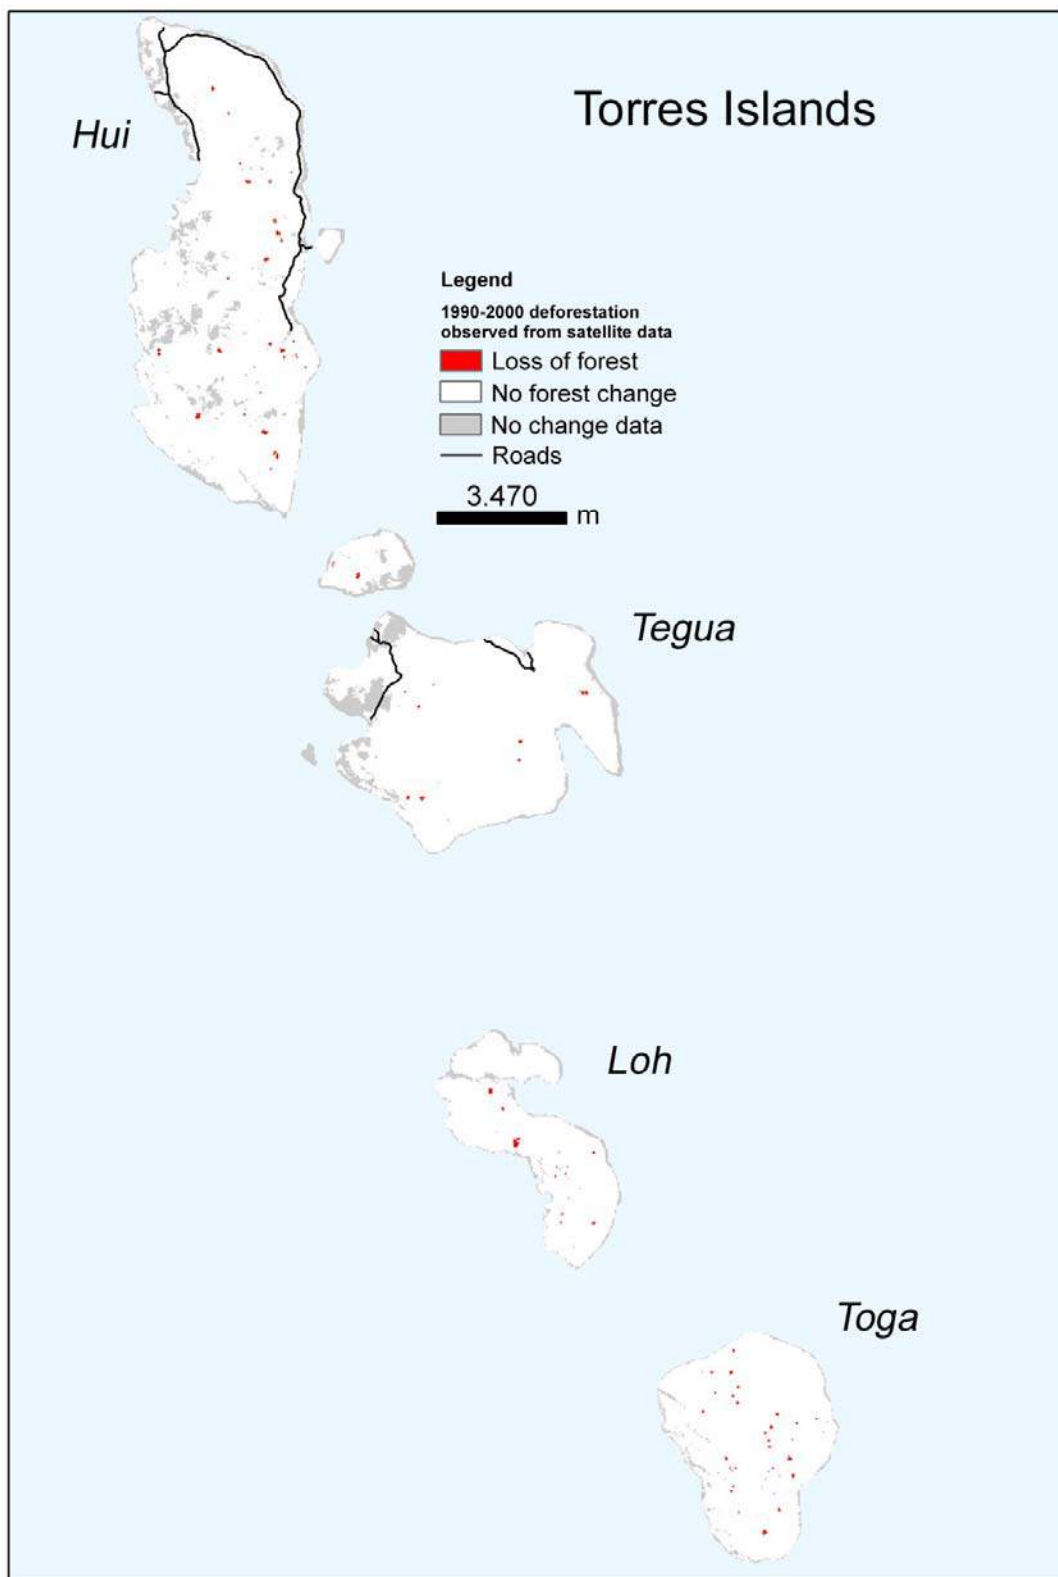 Torres Islands
Hui
Legend
1990-2000 deforestation
observed from satellite data
Loss of forest
No forest change
No change data
Roads
3.470
m
Tegua
Loh
Toga